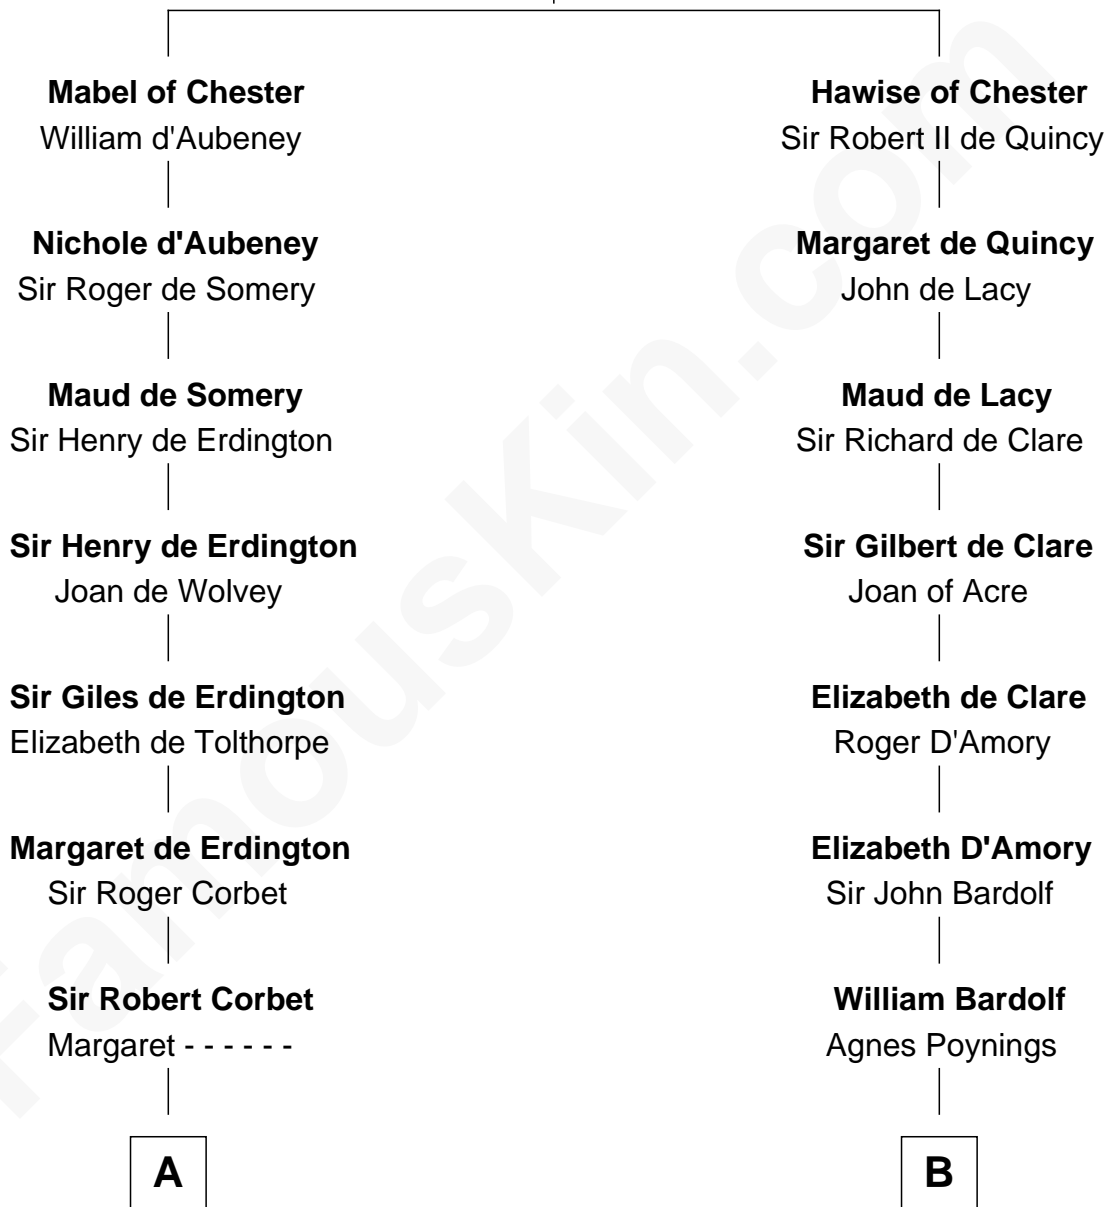 Mabel of Chester
William d'Aubeney
Nichole d'Aubeney
Sir Roger de Somery
Maud de Somery
Sir Henry de Erdington
Sir Henry de Erdington
Joan de Wolvey
Sir Giles de Erdington
Elizabeth de Tolthorpe
Margaret de Erdington
Sir Roger Corbet
Sir Robert Corbet
Margaret - - - - - -
A
Hawise of Chester
Sir Robert II de Quincy
Margaret de Quincy
John de Lacy
Maud de Lacy
Sir Richard de Clare
Sir Gilbert de Clare
Joan of Acre
Elizabeth de Clare
Roger D'Amory
Elizabeth D'Amory
Sir John Bardolf
William Bardolf
Agnes Poynings
B
FamousKin.com